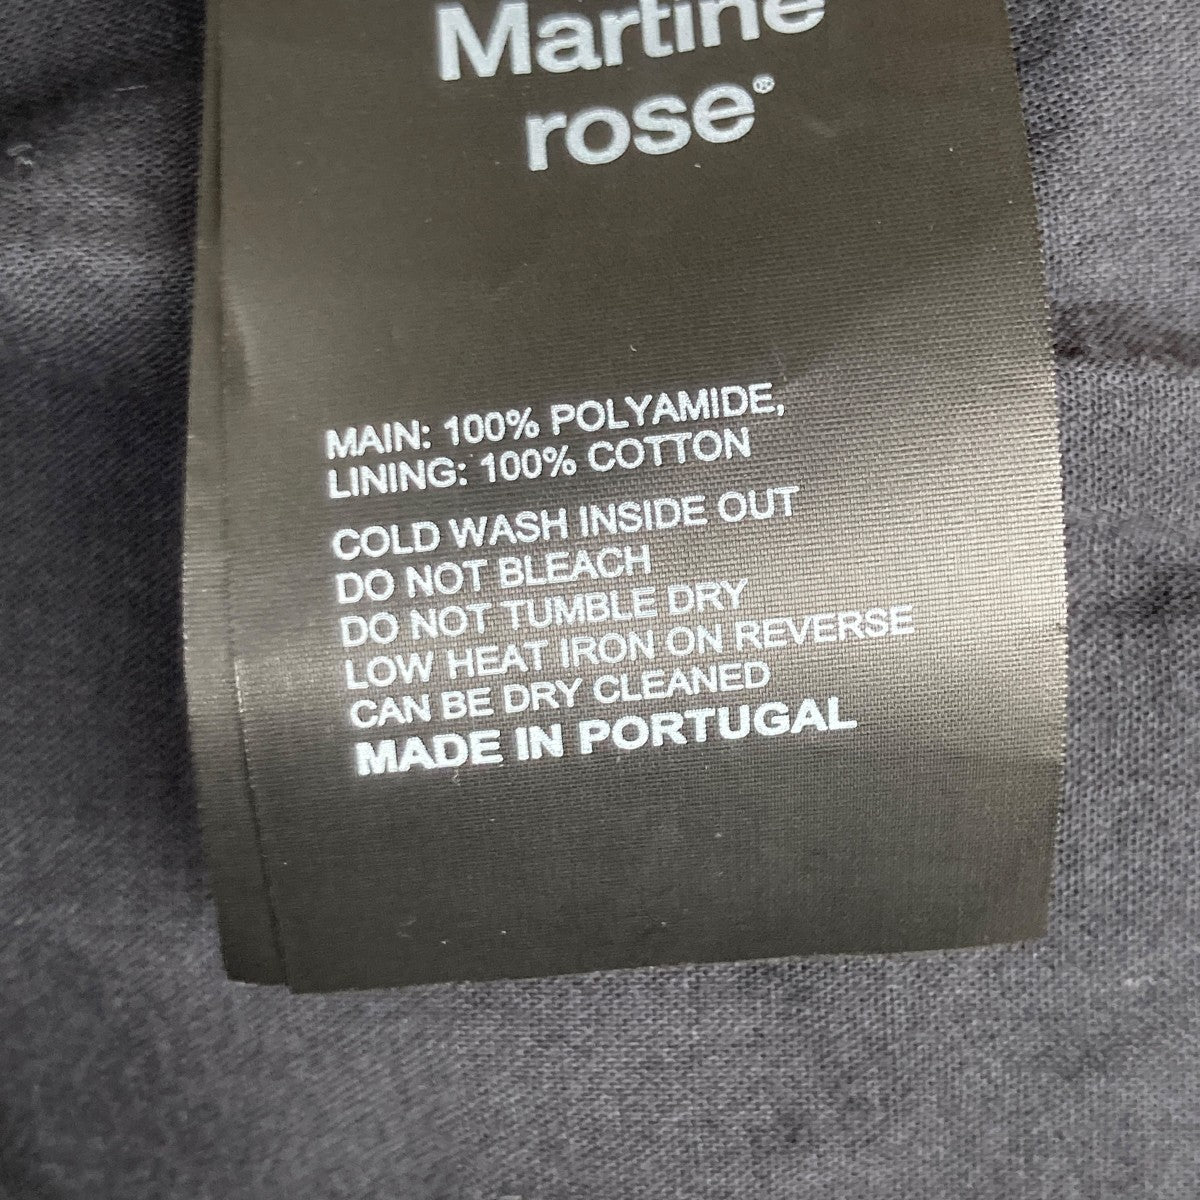 Martine
rose®
MAIN: 100% POLYAMIDE,
LINING: 100% COTTON
COLD WASH INSIDE OUT
DO NOT BLEACH
DO NOT TUMBLE DRY
LOW HEAT IRON ON REVERSE
CAN BE DRY CLEANED
MADE IN PORTUGAL